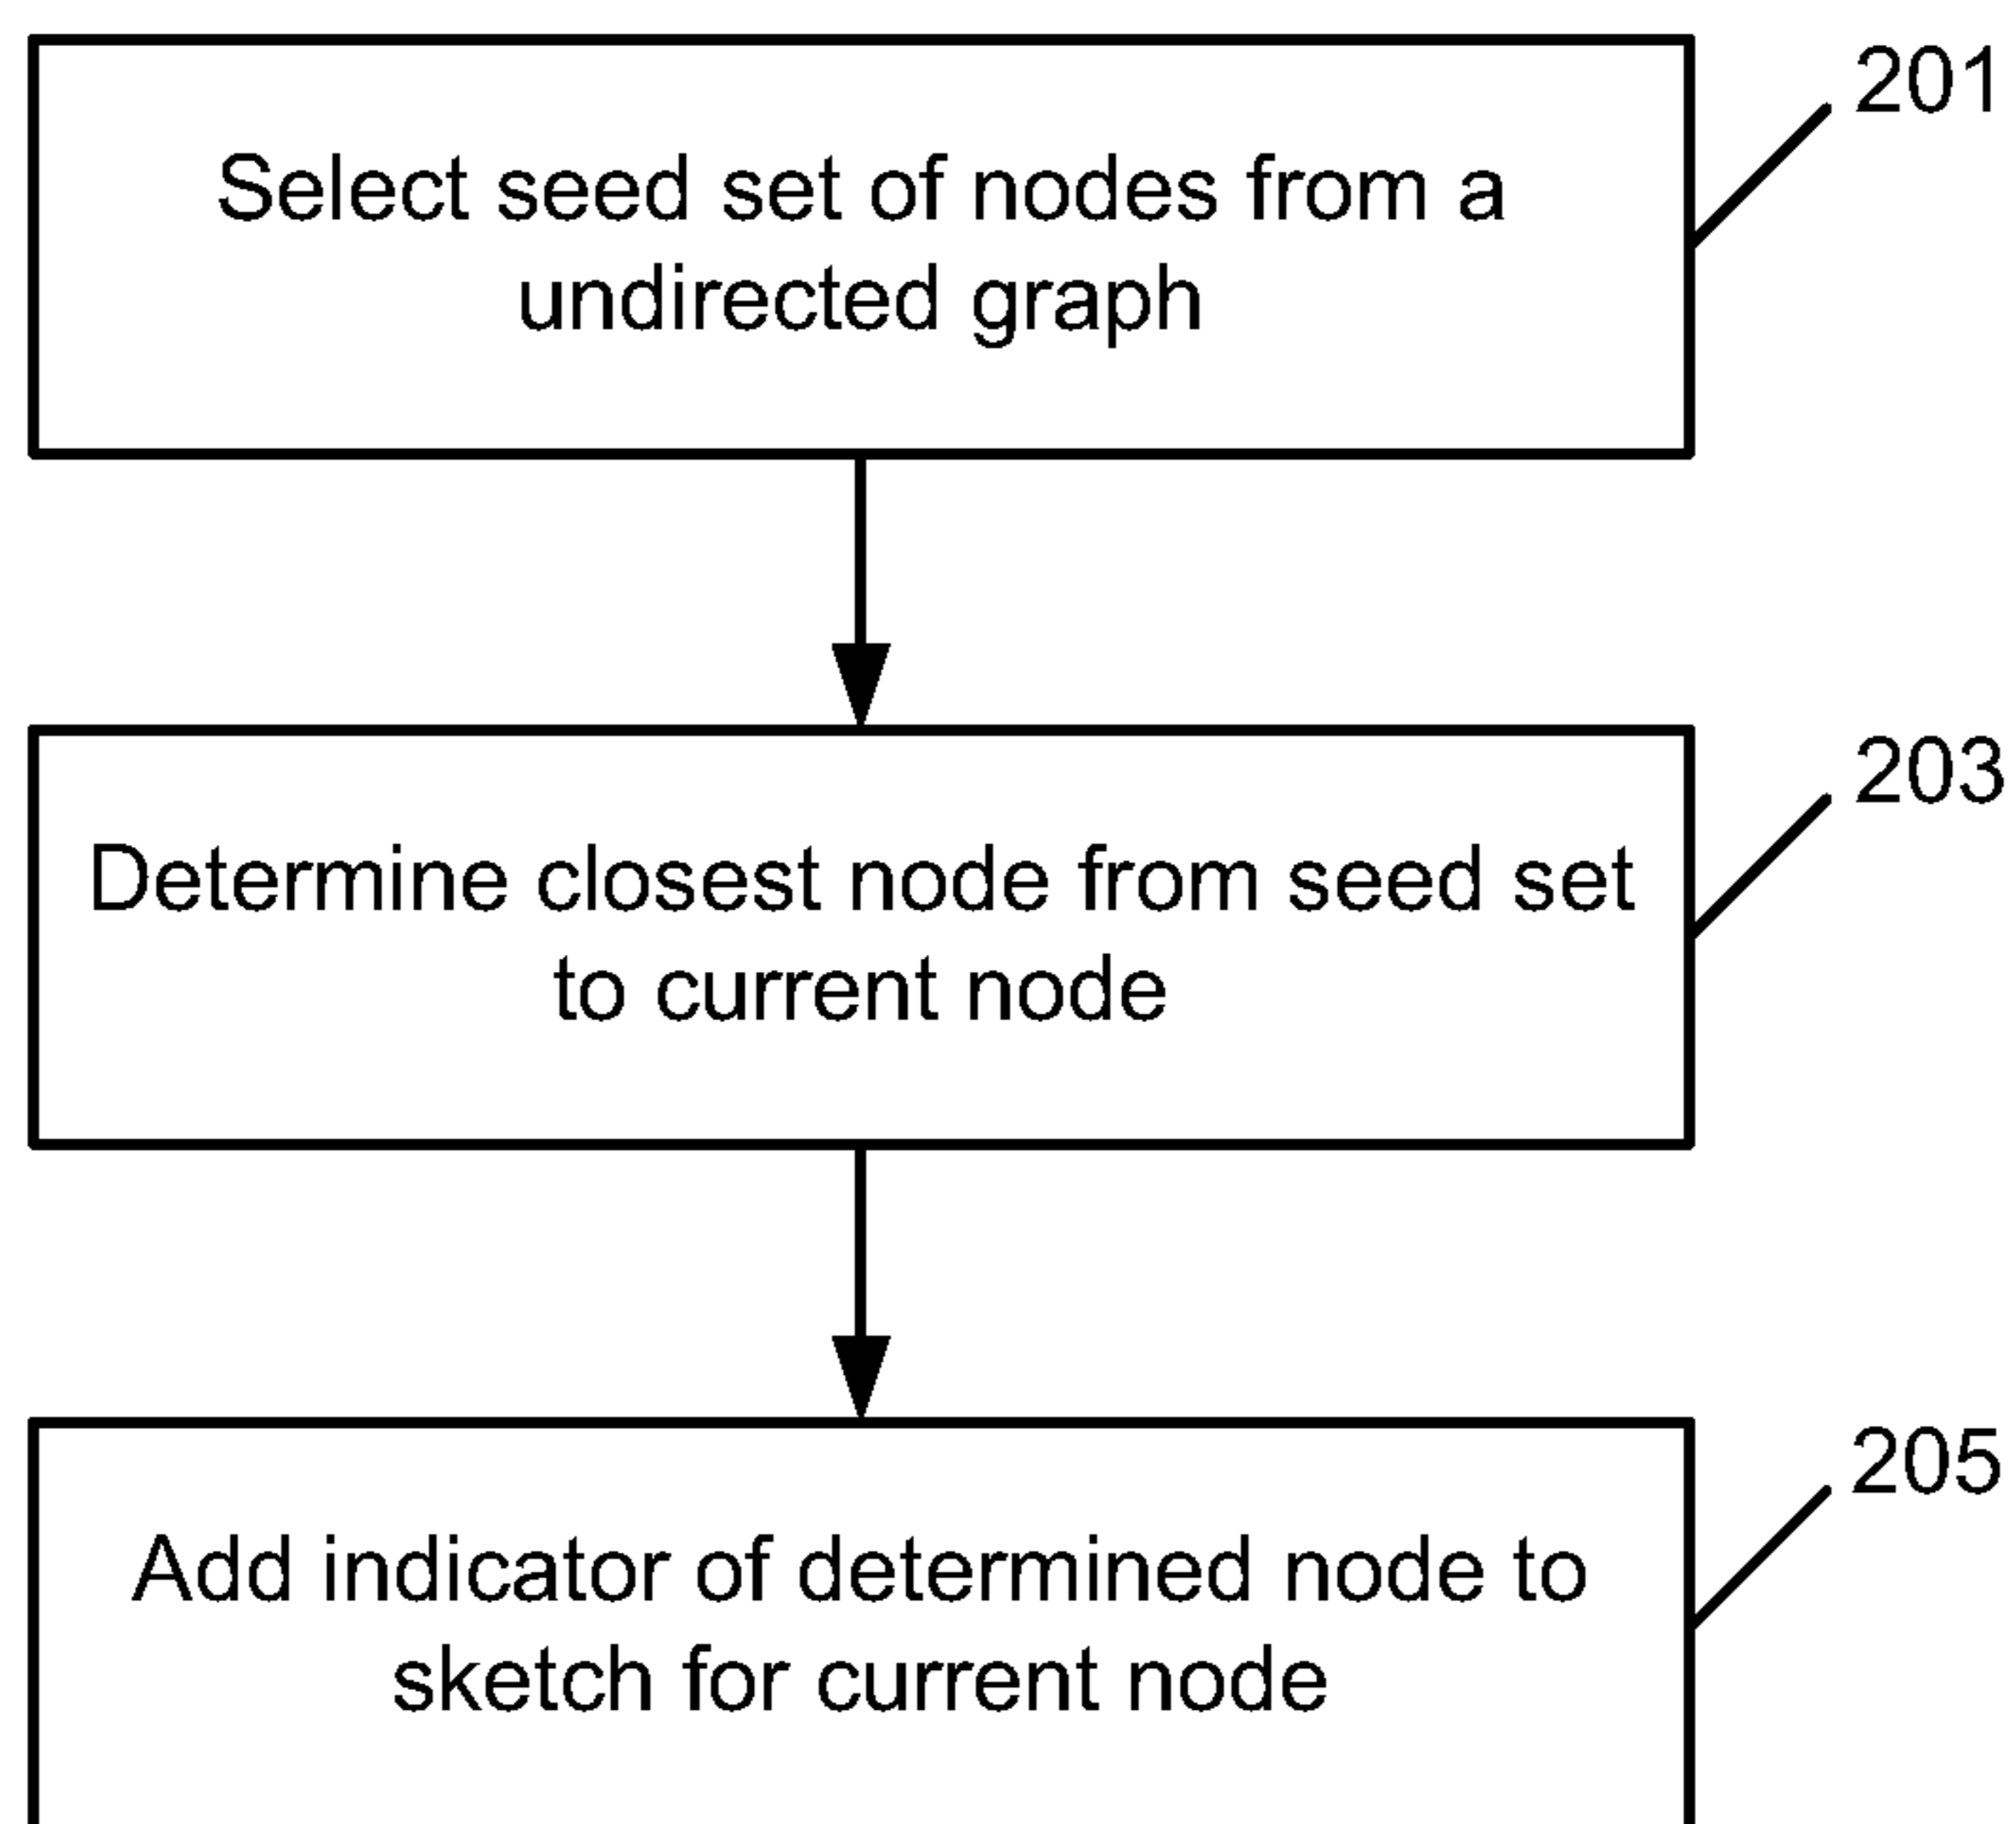 201
Select seed set of nodes from a
undirected graph
203
Determine closest node from seed set
to current node
205
Add indicator of determined node to
sketch for current node